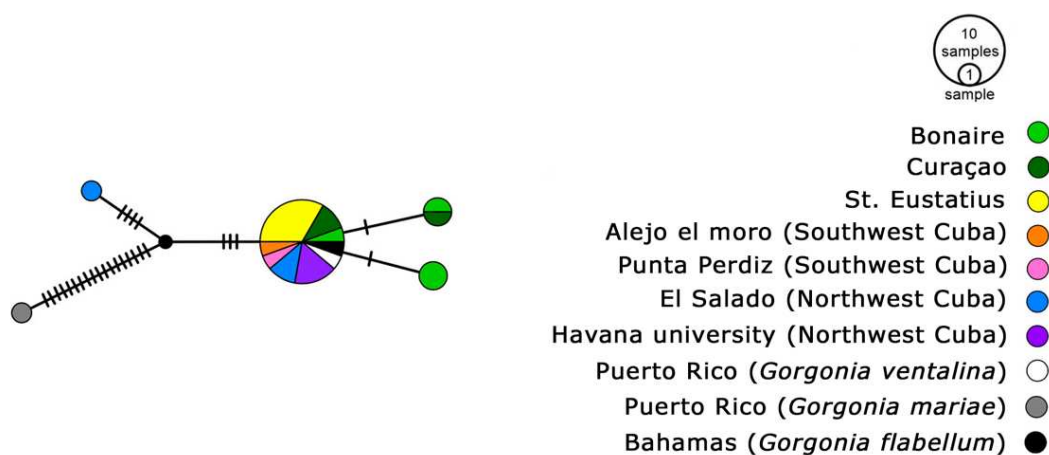 10
samples
1
sample
Bonaire
Curaçao
St. Eustatius
Alejo el moro (Southwest Cuba)
Punta Perdiz (Southwest Cuba)
El Salado (Northwest Cuba)
Havana university (Northwest Cuba)
Puerto Rico (Gorgonia ventalina)
Puerto Rico (Gorgonia mariae)
Bahamas (Gorgonia flabellum)